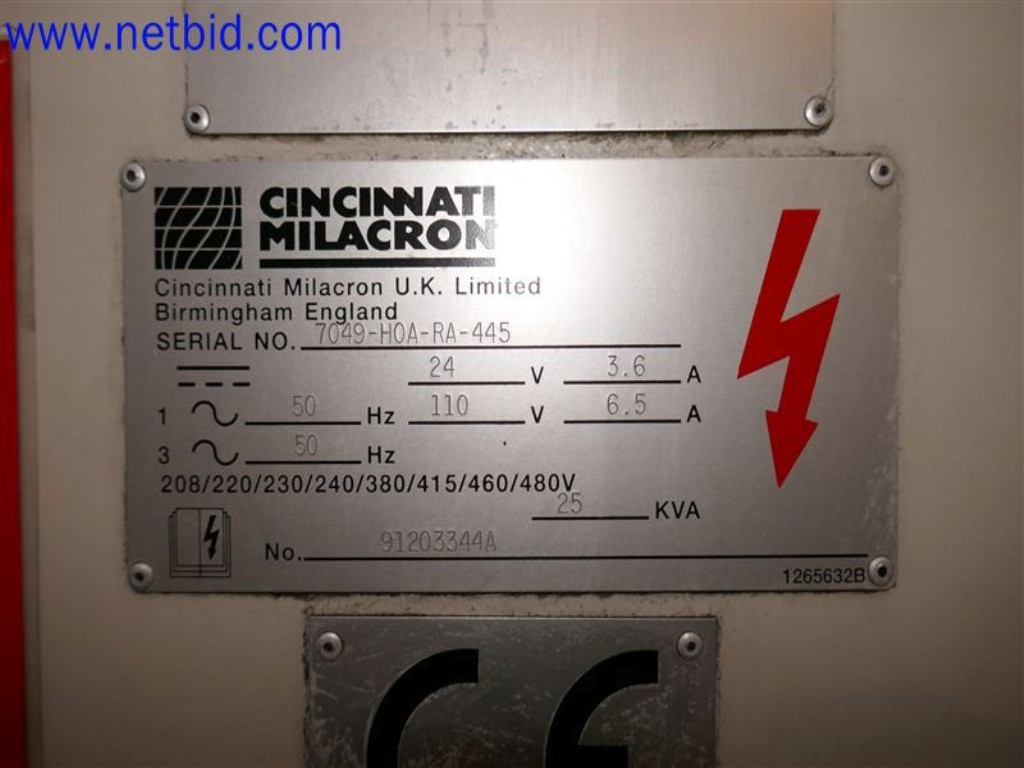 www.netbid.com
CINCINNATI
MILACRON
Cincinnati Milacron U.K. Limited
Birmingham England
SERIAL NO. 7049-H0A-RA-445
24 V 3.6 A
1 50 Hz 110 V 6.5 A
3 50 Hz
208/220/230/240/380/415/460/480V
25 KVA
No. 91203344A
1265632B
CE